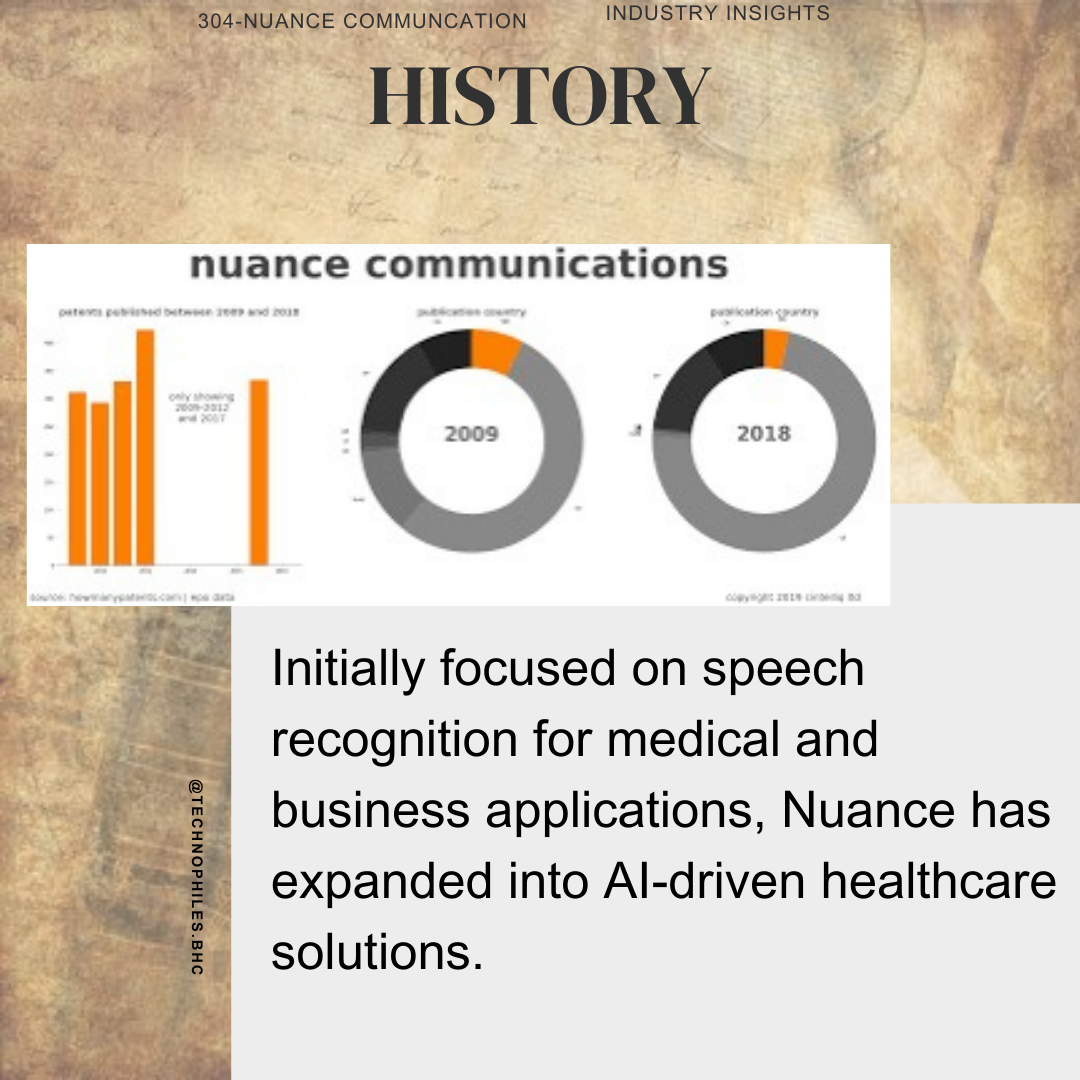 304-NUANCE COMMUNCATION
INDUSTRY INSIGHTS
HISTORY
nuance communications
patents published between 2009 and 2018
publication country
publication country
only showing
2009-2012
and 2017
2009
2018
source: howmanypatents.com | epo data
copyright 2019 ltd
Initially focused on speech
recognition for medical and
business applications, Nuance has
expanded into AI-driven healthcare
solutions.
@TECHNOPHILES.BHC